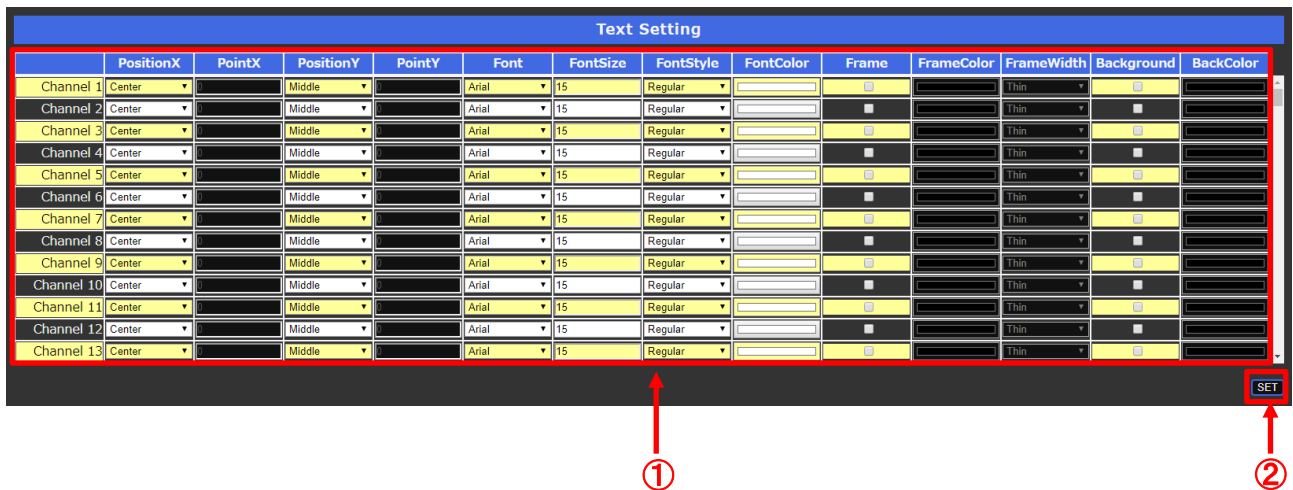 Text Setting
PositionX PointX PositionY PointY Font FontSize FontStyle FontColor Frame FrameColor FrameWidth Background BackColor
Channel 1 Center 0 Middle 0 Arial 15 Regular Thin
Channel 2 Center 0 Middle 0 Arial 15 Regular Thin
Channel 3 Center 0 Middle 0 Arial 15 Regular Thin
Channel 4 Center 0 Middle 0 Arial 15 Regular Thin
Channel 5 Center 0 Middle 0 Arial 15 Regular Thin
Channel 6 Center 0 Middle 0 Arial 15 Regular Thin
Channel 7 Center 0 Middle 0 Arial 15 Regular Thin
Channel 8 Center 0 Middle 0 Arial 15 Regular Thin
Channel 9 Center 0 Middle 0 Arial 15 Regular Thin
Channel 10 Center 0 Middle 0 Arial 15 Regular Thin
Channel 11 Center 0 Middle 0 Arial 15 Regular Thin
Channel 12 Center 0 Middle 0 Arial 15 Regular Thin
Channel 13 Center 0 Middle 0 Arial 15 Regular Thin
SET
① ②